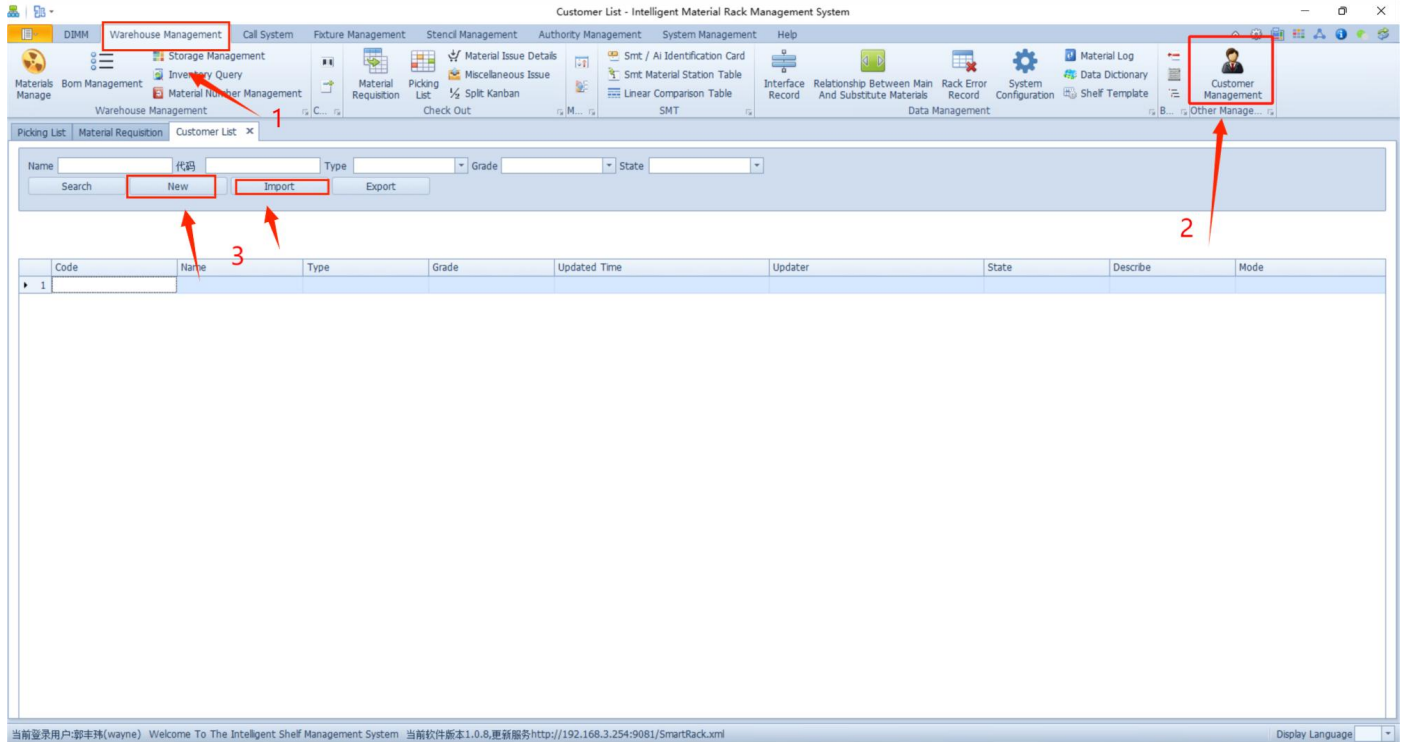 Customer List - Intelligent Material Rack Management System
DIMM Warehouse Management Call System Fixture Management Stencil Management Authority Management System Management Help
Storage Management Material Issue Details Smt / Ai Identification Card Material Log
Inventory Query Miscellaneous Issue Smt Material Station Table Data Dictionary
Materials Manage Bom Management Material Number Management Material Requisition Picking List Split Kanban Linear Comparison Table Interface Record Relationship Between Main And Substitute Materials Rack Error Record System Configuration Shelf Template Customer Management
Warehouse Management C... Check Out M... SMT Data Management B... Other Manage...
1
Picking List Material Requisition Customer List
Name 代码 Type Grade State
Search New Import Export
2
3
Code Name Type Grade Updated Time Updater State Describe Mode
1
当前登录用户:郭丰玮(wayne) Welcome To The Intelligent Shelf Management System 当前软件版本1.0.8,更新服务http://192.168.3.254:9081/SmartRack.xml Display Language